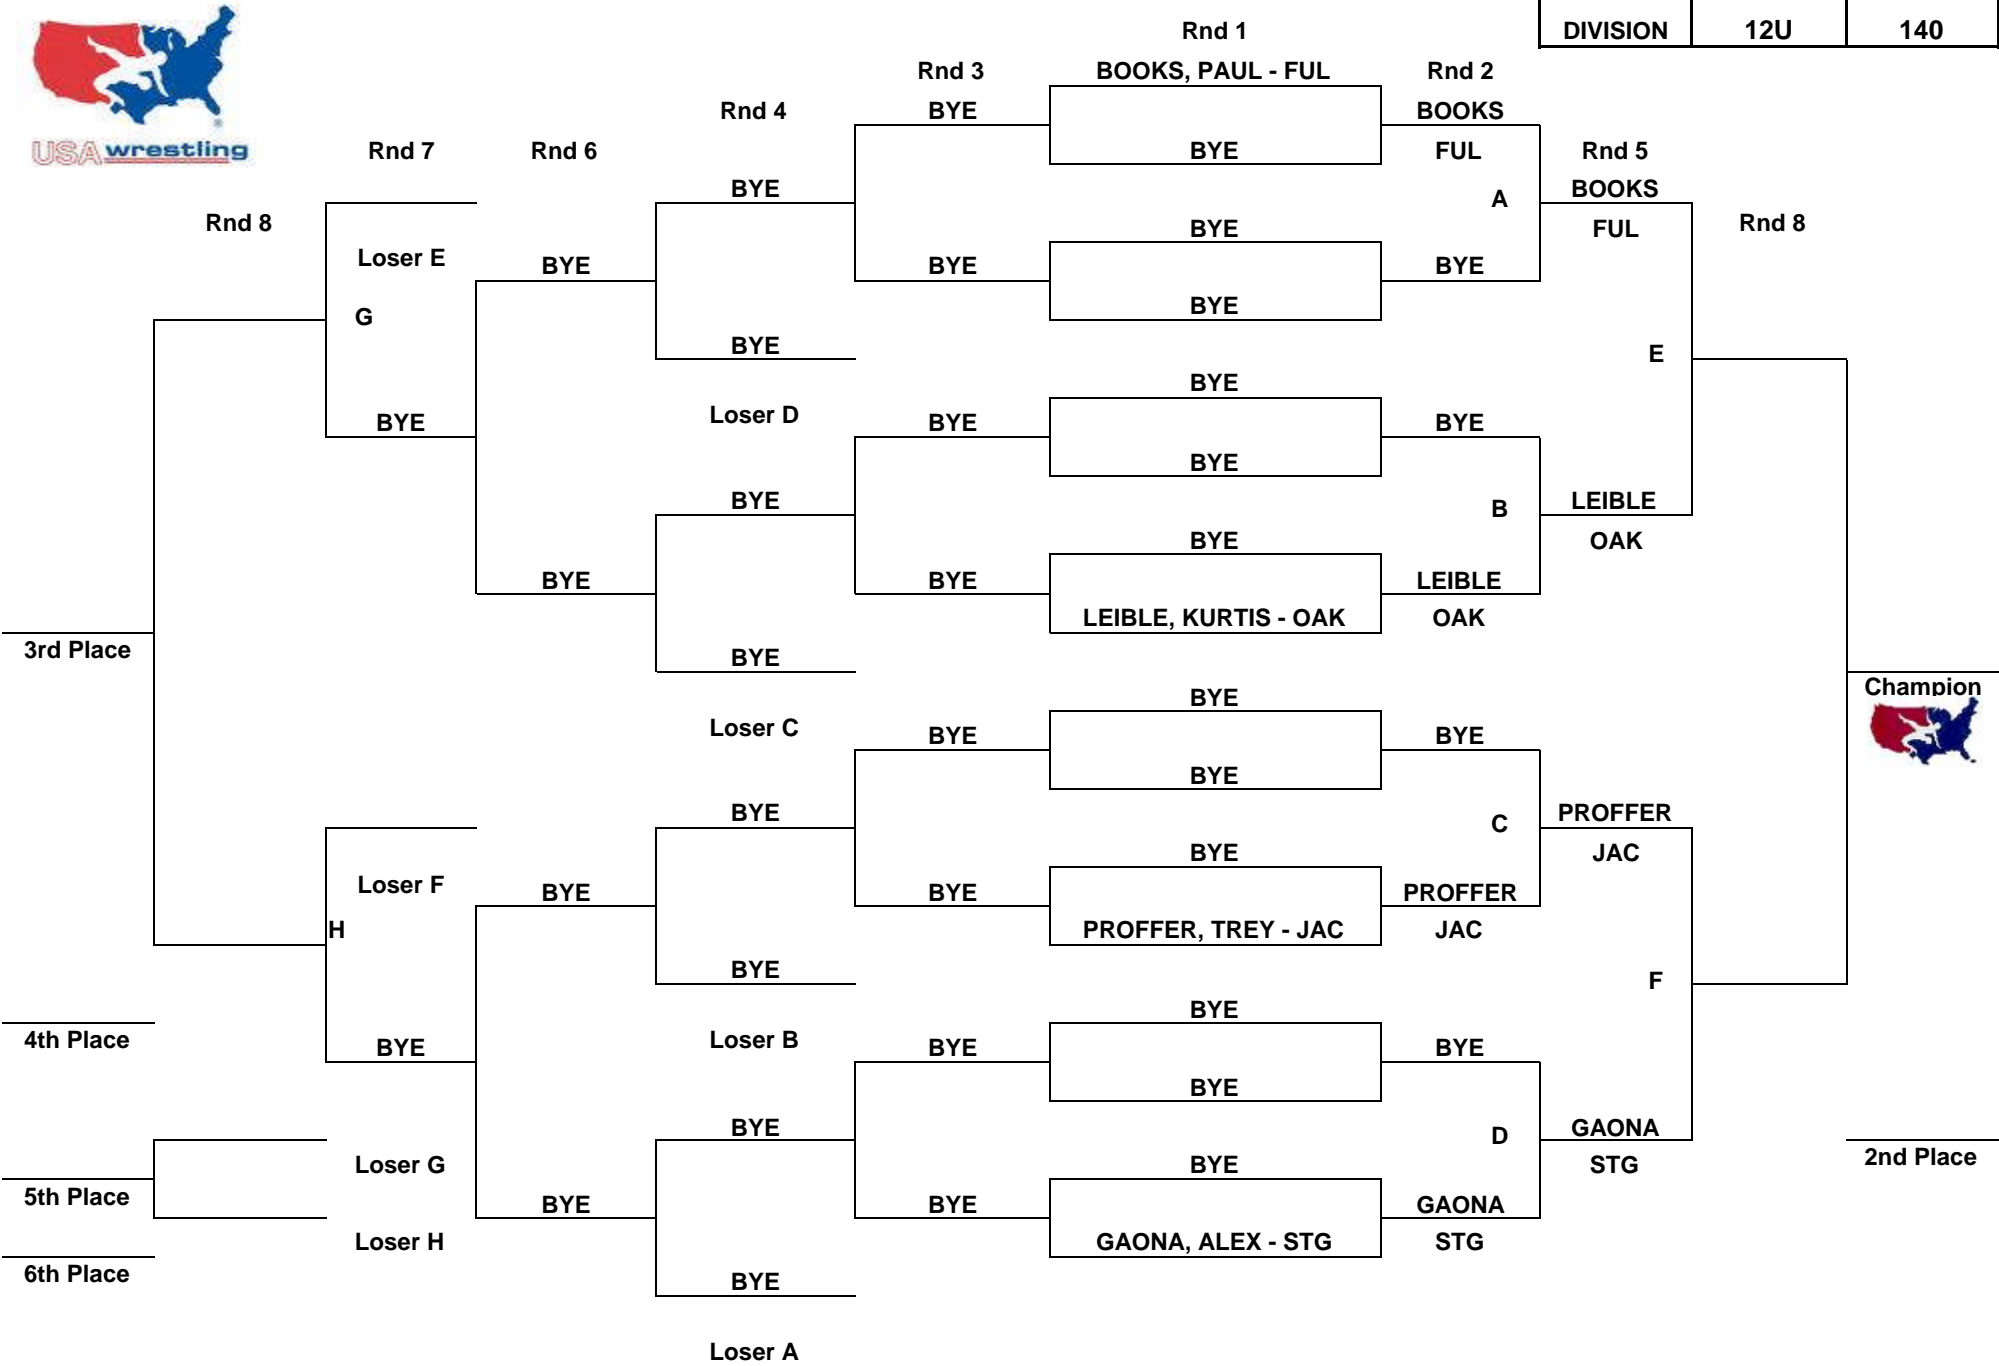 Rnd 1
DIVISION 12U 140
Rnd 3 BOOKS, PAUL - FUL Rnd 2
Rnd 4 BYE BOOKS
USA wrestling Rnd 7 Rnd 6 BYE FUL Rnd 5
BYE BOOKS
A
Rnd 8 BYE FUL Rnd 8
Loser E BYE BYE BYE
G BYE
BYE E
BYE
Loser D
BYE BYE BYE
BYE
BYE B LEIBLE
BYE OAK
BYE BYE LEIBLE
LEIBLE, KURTIS - OAK OAK
3rd Place BYE
Champion
BYE
Loser C BYE BYE
BYE
BYE C PROFFER
BYE JAC
Loser F BYE BYE PROFFER
H PROFFER, TREY - JAC JAC
BYE F
BYE
4th Place BYE Loser B BYE BYE
BYE
BYE D GAONA
Loser G BYE STG 2nd Place
5th Place BYE BYE GAONA
Loser H GAONA, ALEX - STG STG
6th Place BYE
Loser A